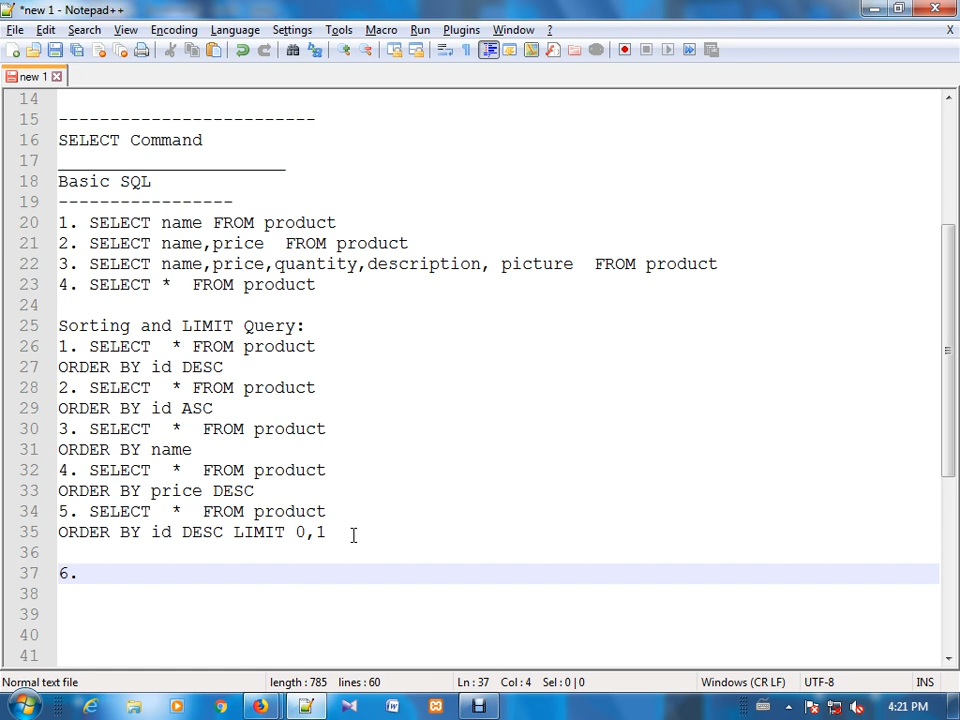 *new 1 - Notepad++
File Edit Search View Encoding Language Settings Tools Macro Run Plugins Window ? X
new 1
14
15 -------------------------
16 SELECT Command
17 ______________________
18 Basic SQL
19 -----------------
20 1. SELECT name FROM product
21 2. SELECT name,price  FROM product
22 3. SELECT name,price,quantity,description, picture  FROM product
23 4. SELECT *  FROM product
24
25 Sorting and LIMIT Query:
26 1. SELECT  * FROM product
27 ORDER BY id DESC
28 2. SELECT  * FROM product
29 ORDER BY id ASC
30 3. SELECT  *  FROM product
31 ORDER BY name
32 4. SELECT  *  FROM product
33 ORDER BY price DESC
34 5. SELECT  *  FROM product
35 ORDER BY id DESC LIMIT 0,1
36
37 6.
38
39
40
41
Normal text file length : 785 lines : 60 Ln : 37 Col : 4 Sel : 0 | 0 Windows (CR LF) UTF-8 INS
4:21 PM